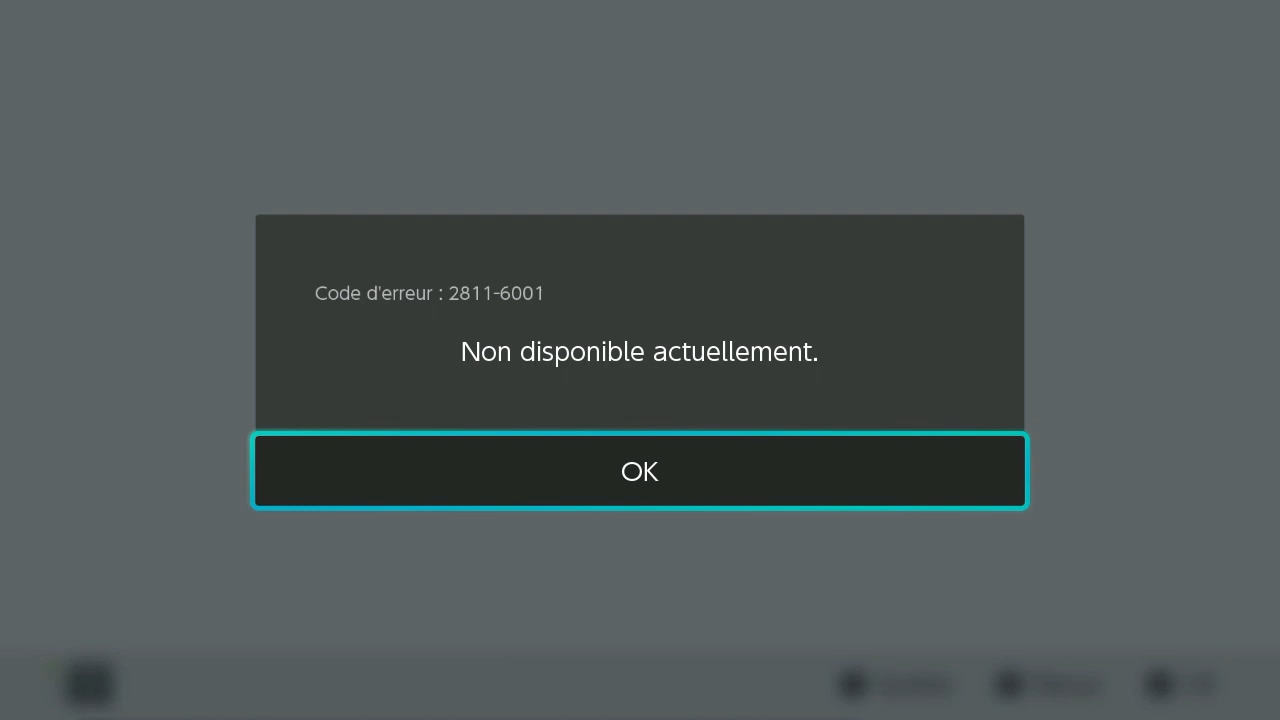 Code d'erreur : 2811-6001
Non disponible actuellement.
OK